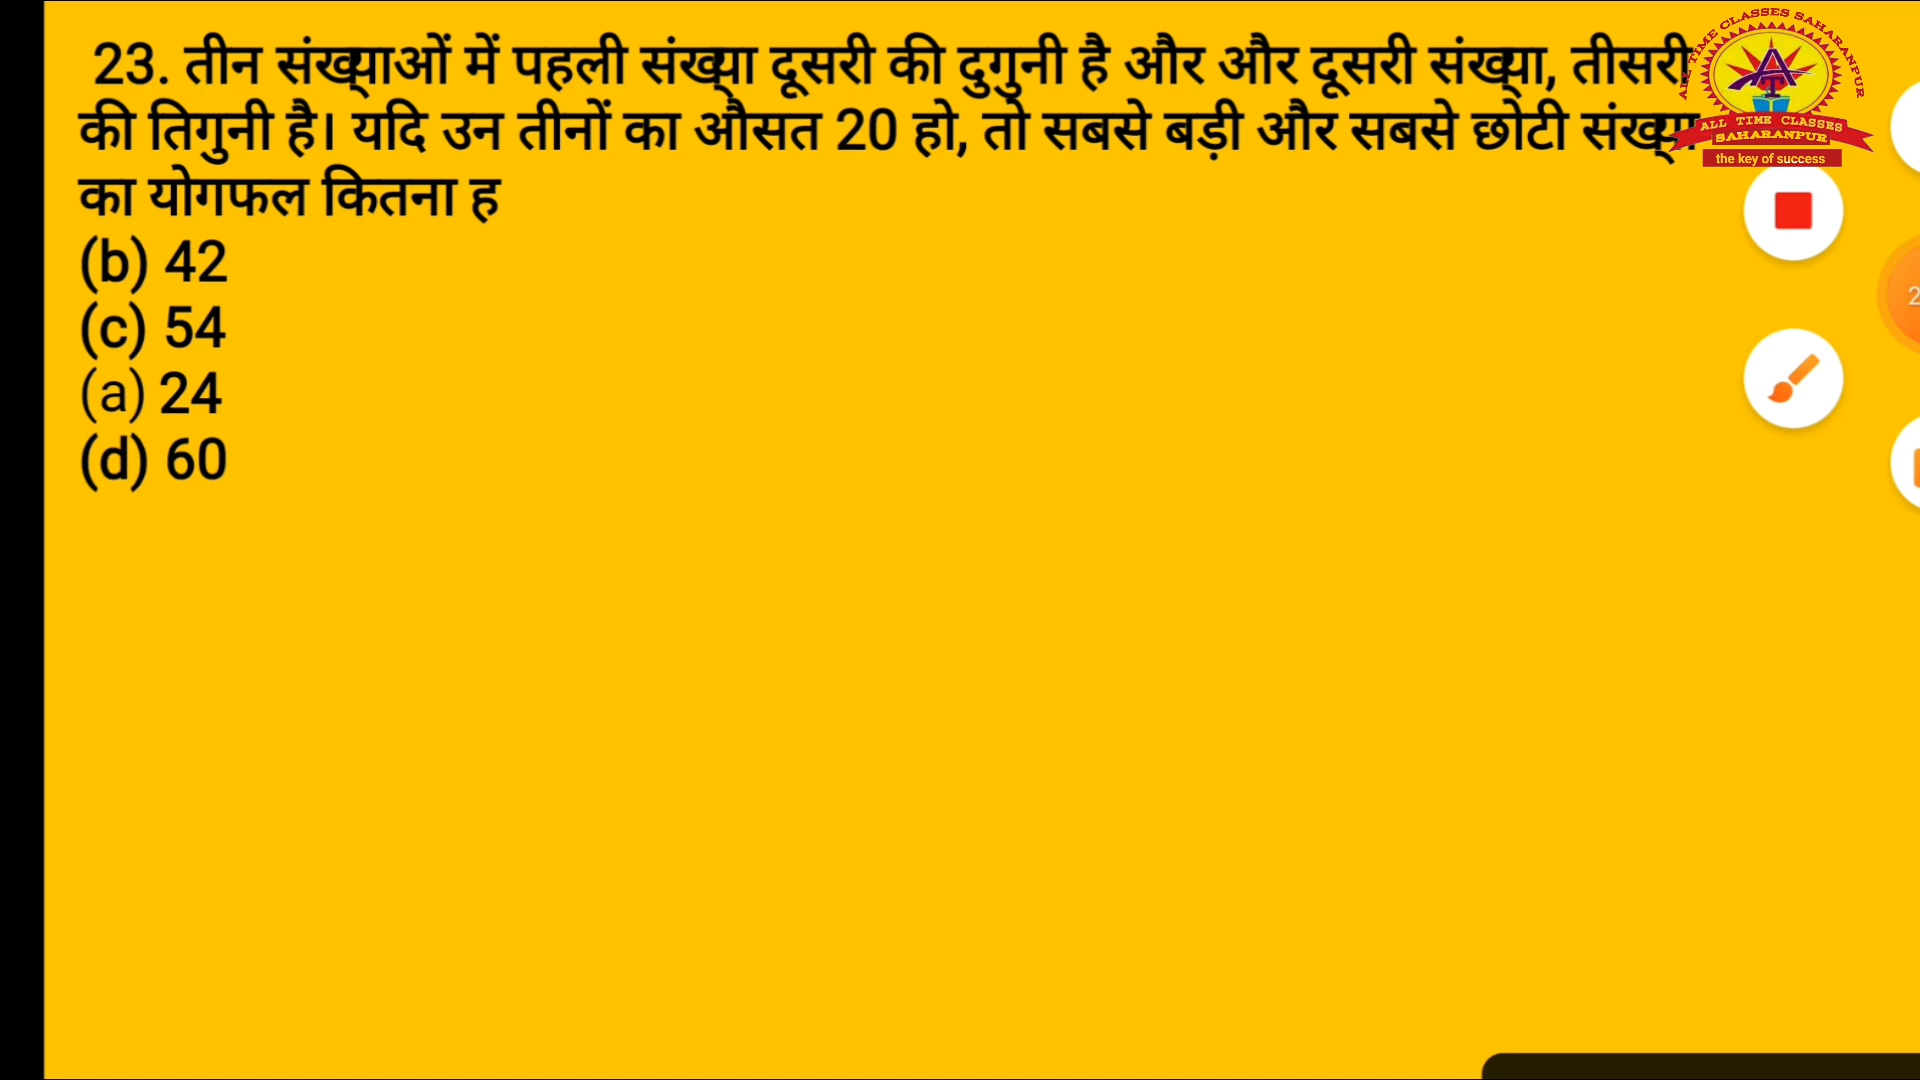 23. तीन संख्याओं में पहली संख्या दूसरी की दुगुनी है और और दूसरी संख्या, तीसरी
की तिगुनी है। यदि उन तीनों का औसत 20 हो, तो सबसे बड़ी और सबसे छोटी संख्या
का योगफल कितना ह
(b) 42
(c) 54
(a) 24
(d) 60
ALL TIME CLASSES SAHARANPUR
ALL TIME CLASSES
SAHARANPUR
the key of success
2